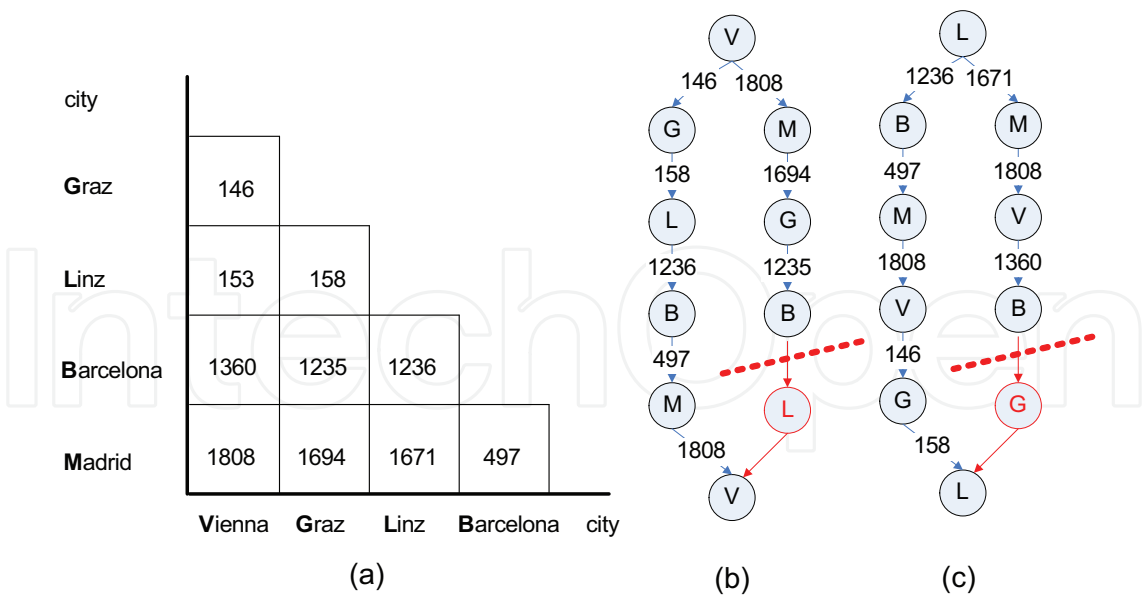 city
Graz
146
Linz
153 158
Barcelona
1360 1235 1236
Madrid
1808 1694 1671 497
Vienna Graz Linz Barcelona city
(a)
V
146 1808
G M
158 1694
L G
1236 1235
B B
497
M L
1808
V
(b)
L
1236 1671
B M
497 1808
M V
1808 1360
V B
146
G G
158
L
(c)
IntechOpen